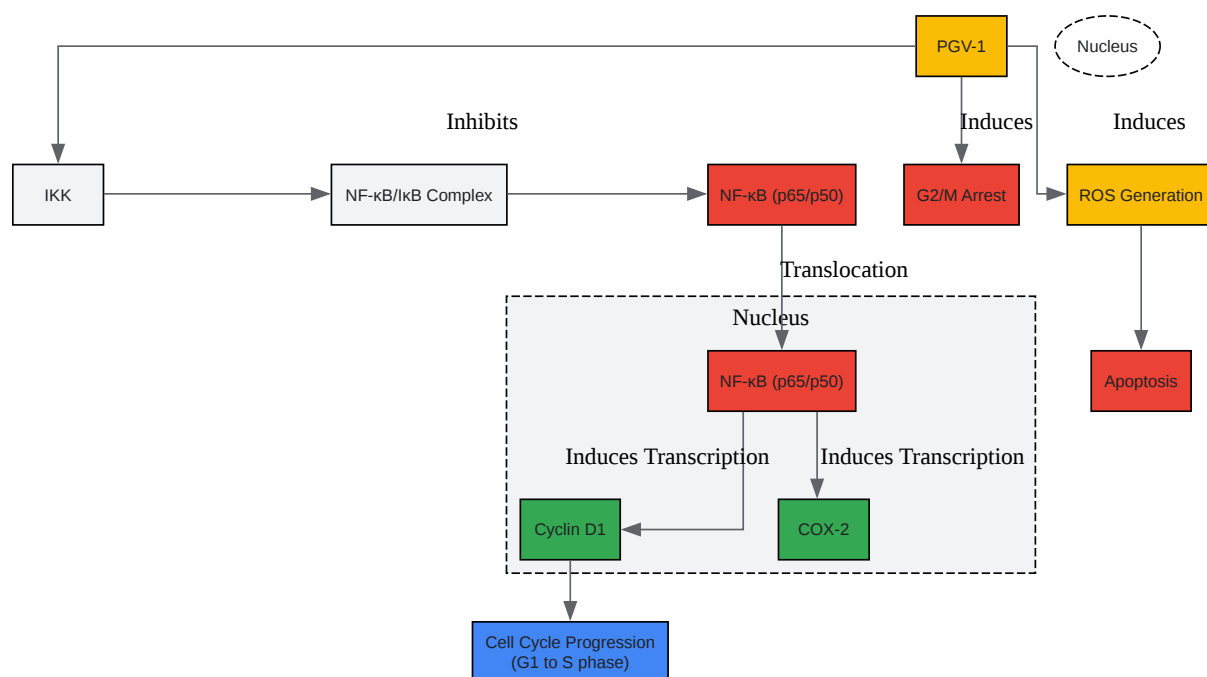 PGV-1
Nucleus
Inhibits
Induces
Induces
IKK
NF-κB/IκB Complex
NF-κB (p65/p50)
G2/M Arrest
ROS Generation
Translocation
Nucleus
NF-κB (p65/p50)
Apoptosis
Induces Transcription
Induces Transcription
Cyclin D1
COX-2
Cell Cycle Progression
(G1 to S phase)